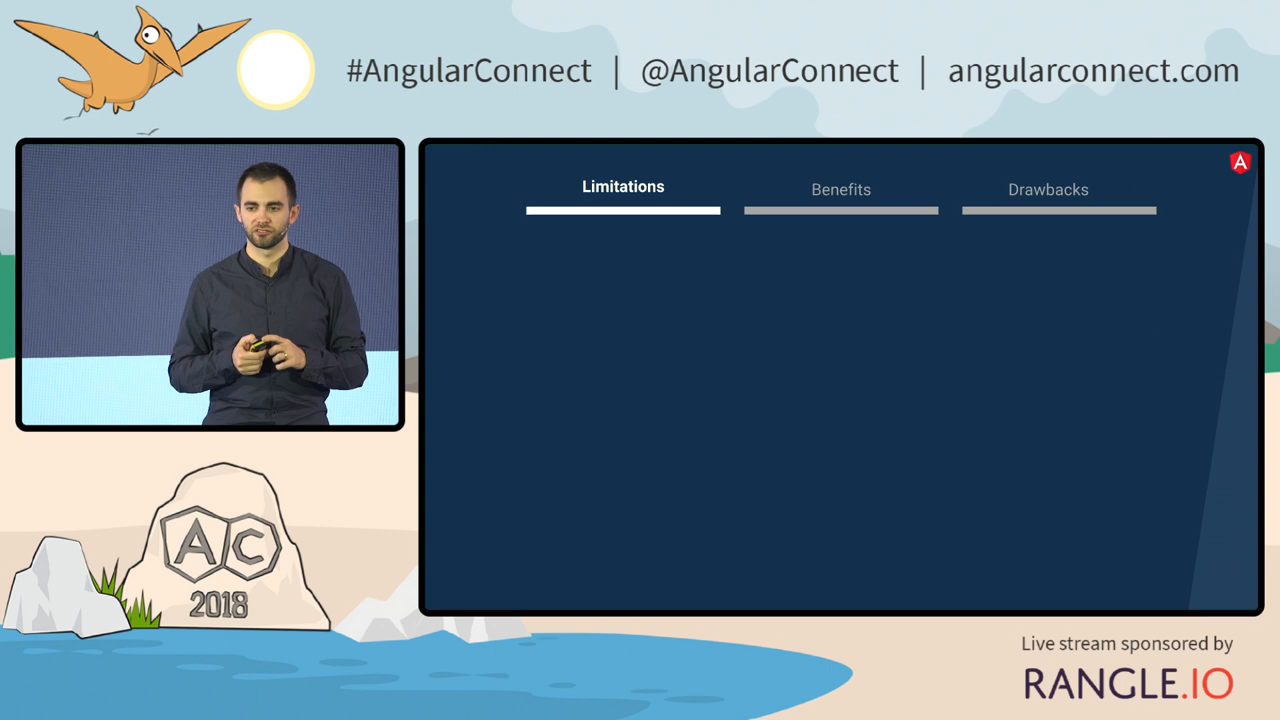 #AngularConnect | @AngularConnect | angularconnect.com
Limitations Benefits Drawbacks
A
AC
2018
Live stream sponsored by
RANGLE.IO